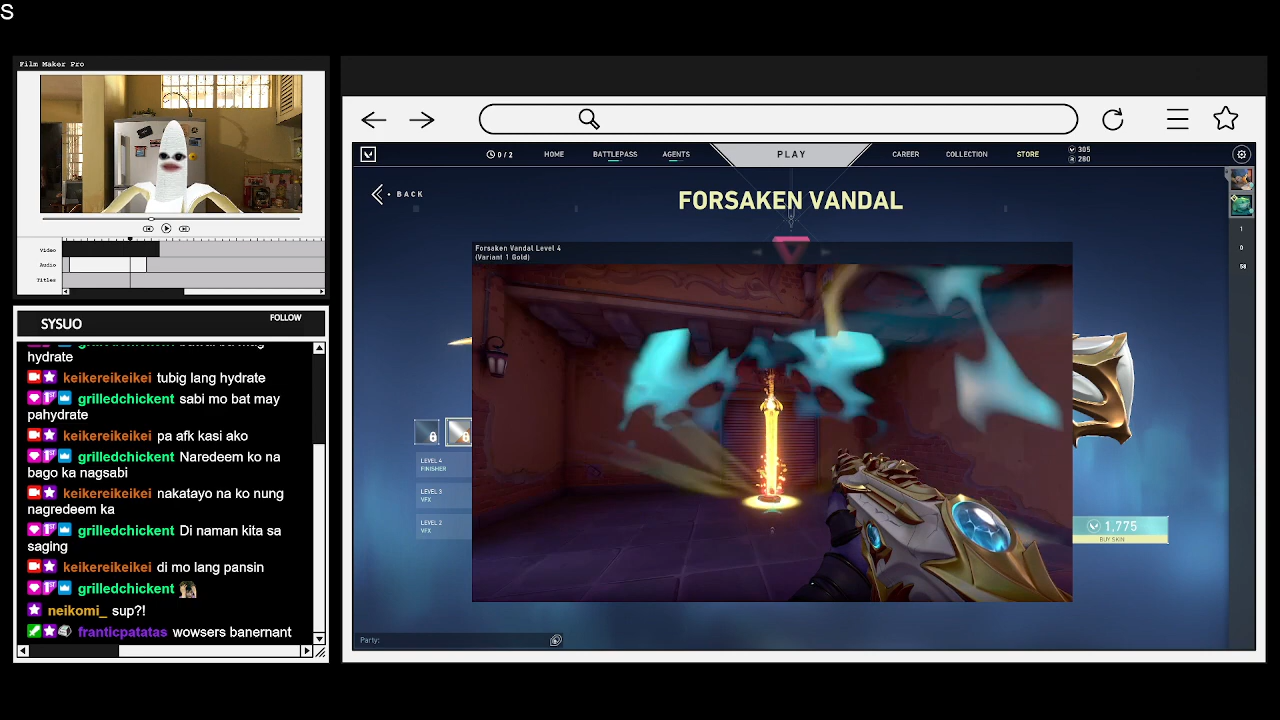 S
Film Maker Pro
Video
Audio
Titles
SYSUO
FOLLOW
hydrate
keikereikeikei tubig lang hydrate
grilledchickent sabi mo bat may
pahydrate
keikereikeikei pa afk kasi ako
grilledchickent Naredeem ko na
bago ka nagsabi
keikereikeikei nakatayo na ko nung
nagredeem ka
grilledchickent Di naman kita sa
saging
keikereikeikei di mo lang pansin
grilledchickent
neikomi_ sup?!
franticpatatas wowsers banernant
0 / 2
HOME
BATTLEPASS
AGENTS
PLAY
CAREER
COLLECTION
STORE
305
280
BACK
FORSAKEN VANDAL
Forsaken Vandal Level 4
(Variant 1 Gold)
LEVEL 4
FINISHER
LEVEL 3
VFX
LEVEL 2
VFX
1,775
BUY SKIN
1
0
58
Party: